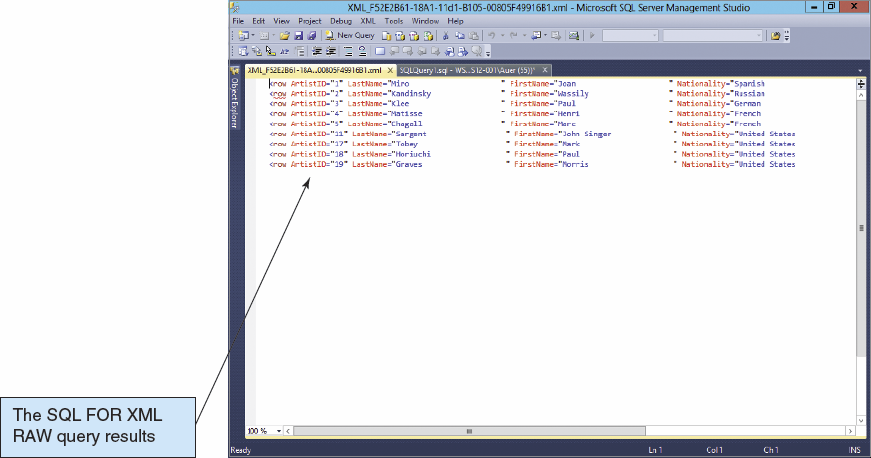 XML_F52E2B61-18A1-11d1-B105-00805F49916B1.xml - Microsoft SQL Server Management Studio
File Edit View Project Debug XML Tools Window Help
New Query
XML_F52E2B61-18A...00805F49916B1.xml X SQLQuery1.sql - WS...S12-001\Auer (55))* X
Object Explorer
<row ArtistID="1" LastName="Miro " FirstName="Joan " Nationality="Spanish
<row ArtistID="2" LastName="Kandinsky " FirstName="Wassily " Nationality="Russian
<row ArtistID="3" LastName="Klee " FirstName="Paul " Nationality="German
<row ArtistID="4" LastName="Matisse " FirstName="Henri " Nationality="French
<row ArtistID="5" LastName="Chagall " FirstName="Marc " Nationality="French
<row ArtistID="11" LastName="Sargent " FirstName="John Singer " Nationality="United States
<row ArtistID="17" LastName="Tobey " FirstName="Mark " Nationality="United States
<row ArtistID="18" LastName="Horiuchi " FirstName="Paul " Nationality="United States
<row ArtistID="19" LastName="Graves " FirstName="Morris " Nationality="United States
The SQL FOR XML
RAW query results
100 %
Ready Ln 1 Col 1 Ch 1 INS